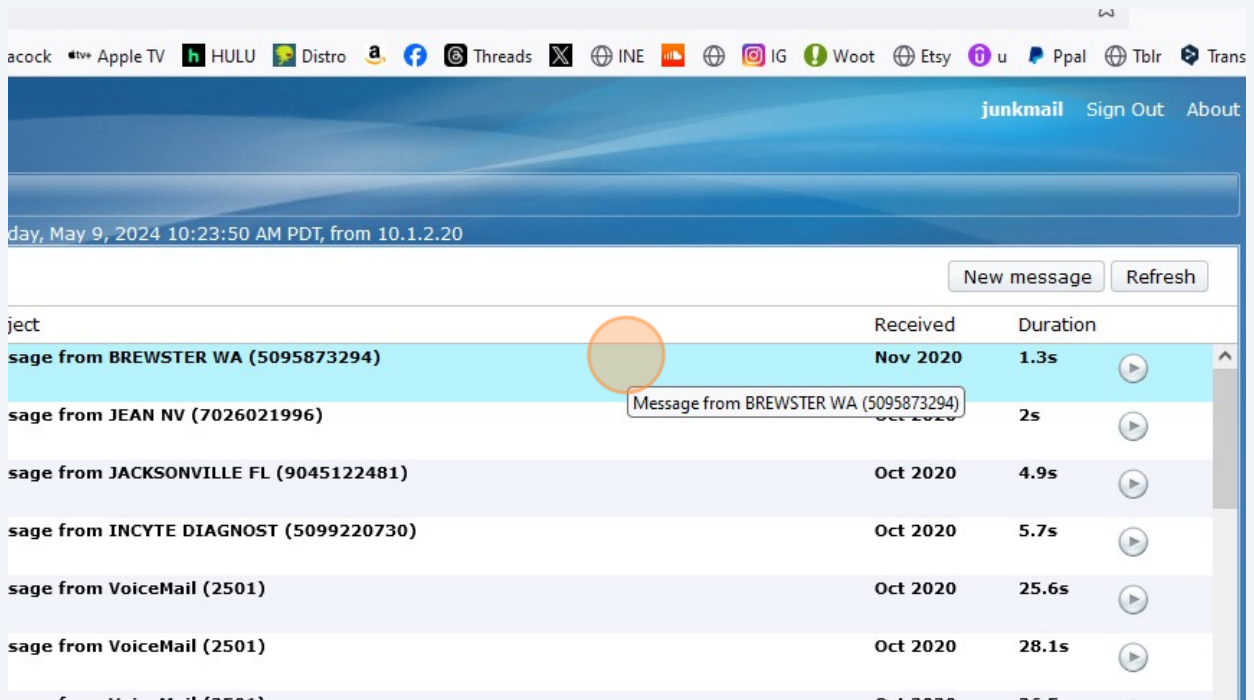 acock tv+ Apple TV h HULU Distro a Threads X INE IG Woot Etsy u Ppal Tblr Trans
junkmail Sign Out About
day, May 9, 2024 10:23:50 AM PDT, from 10.1.2.20
New message Refresh
ject Received Duration
sage from BREWSTER WA (5095873294) Nov 2020 1.3s
Message from BREWSTER WA (5095873294)
sage from JEAN NV (7026021996) 2s
sage from JACKSONVILLE FL (9045122481) Oct 2020 4.9s
sage from INCYTE DIAGNOST (5099220730) Oct 2020 5.7s
sage from VoiceMail (2501) Oct 2020 25.6s
sage from VoiceMail (2501) Oct 2020 28.1s